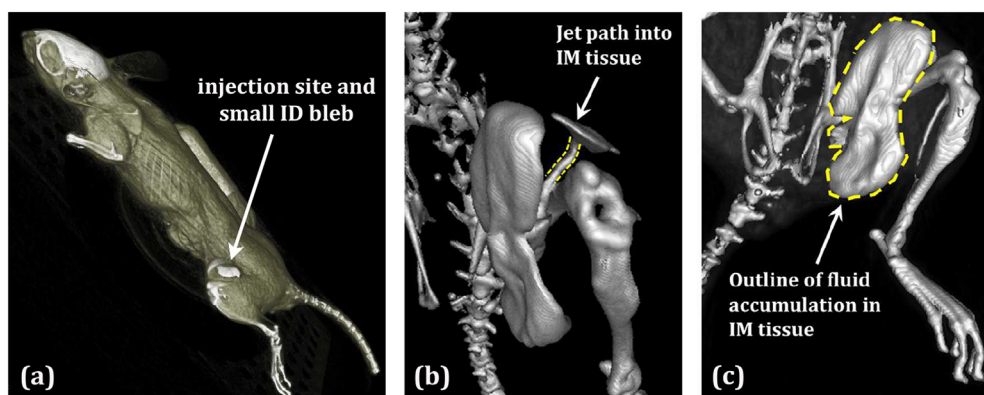 injection site and
small ID bleb
(a)
Jet path into
IM tissue
(b)
Outline of fluid
accumulation in
IM tissue
(c)